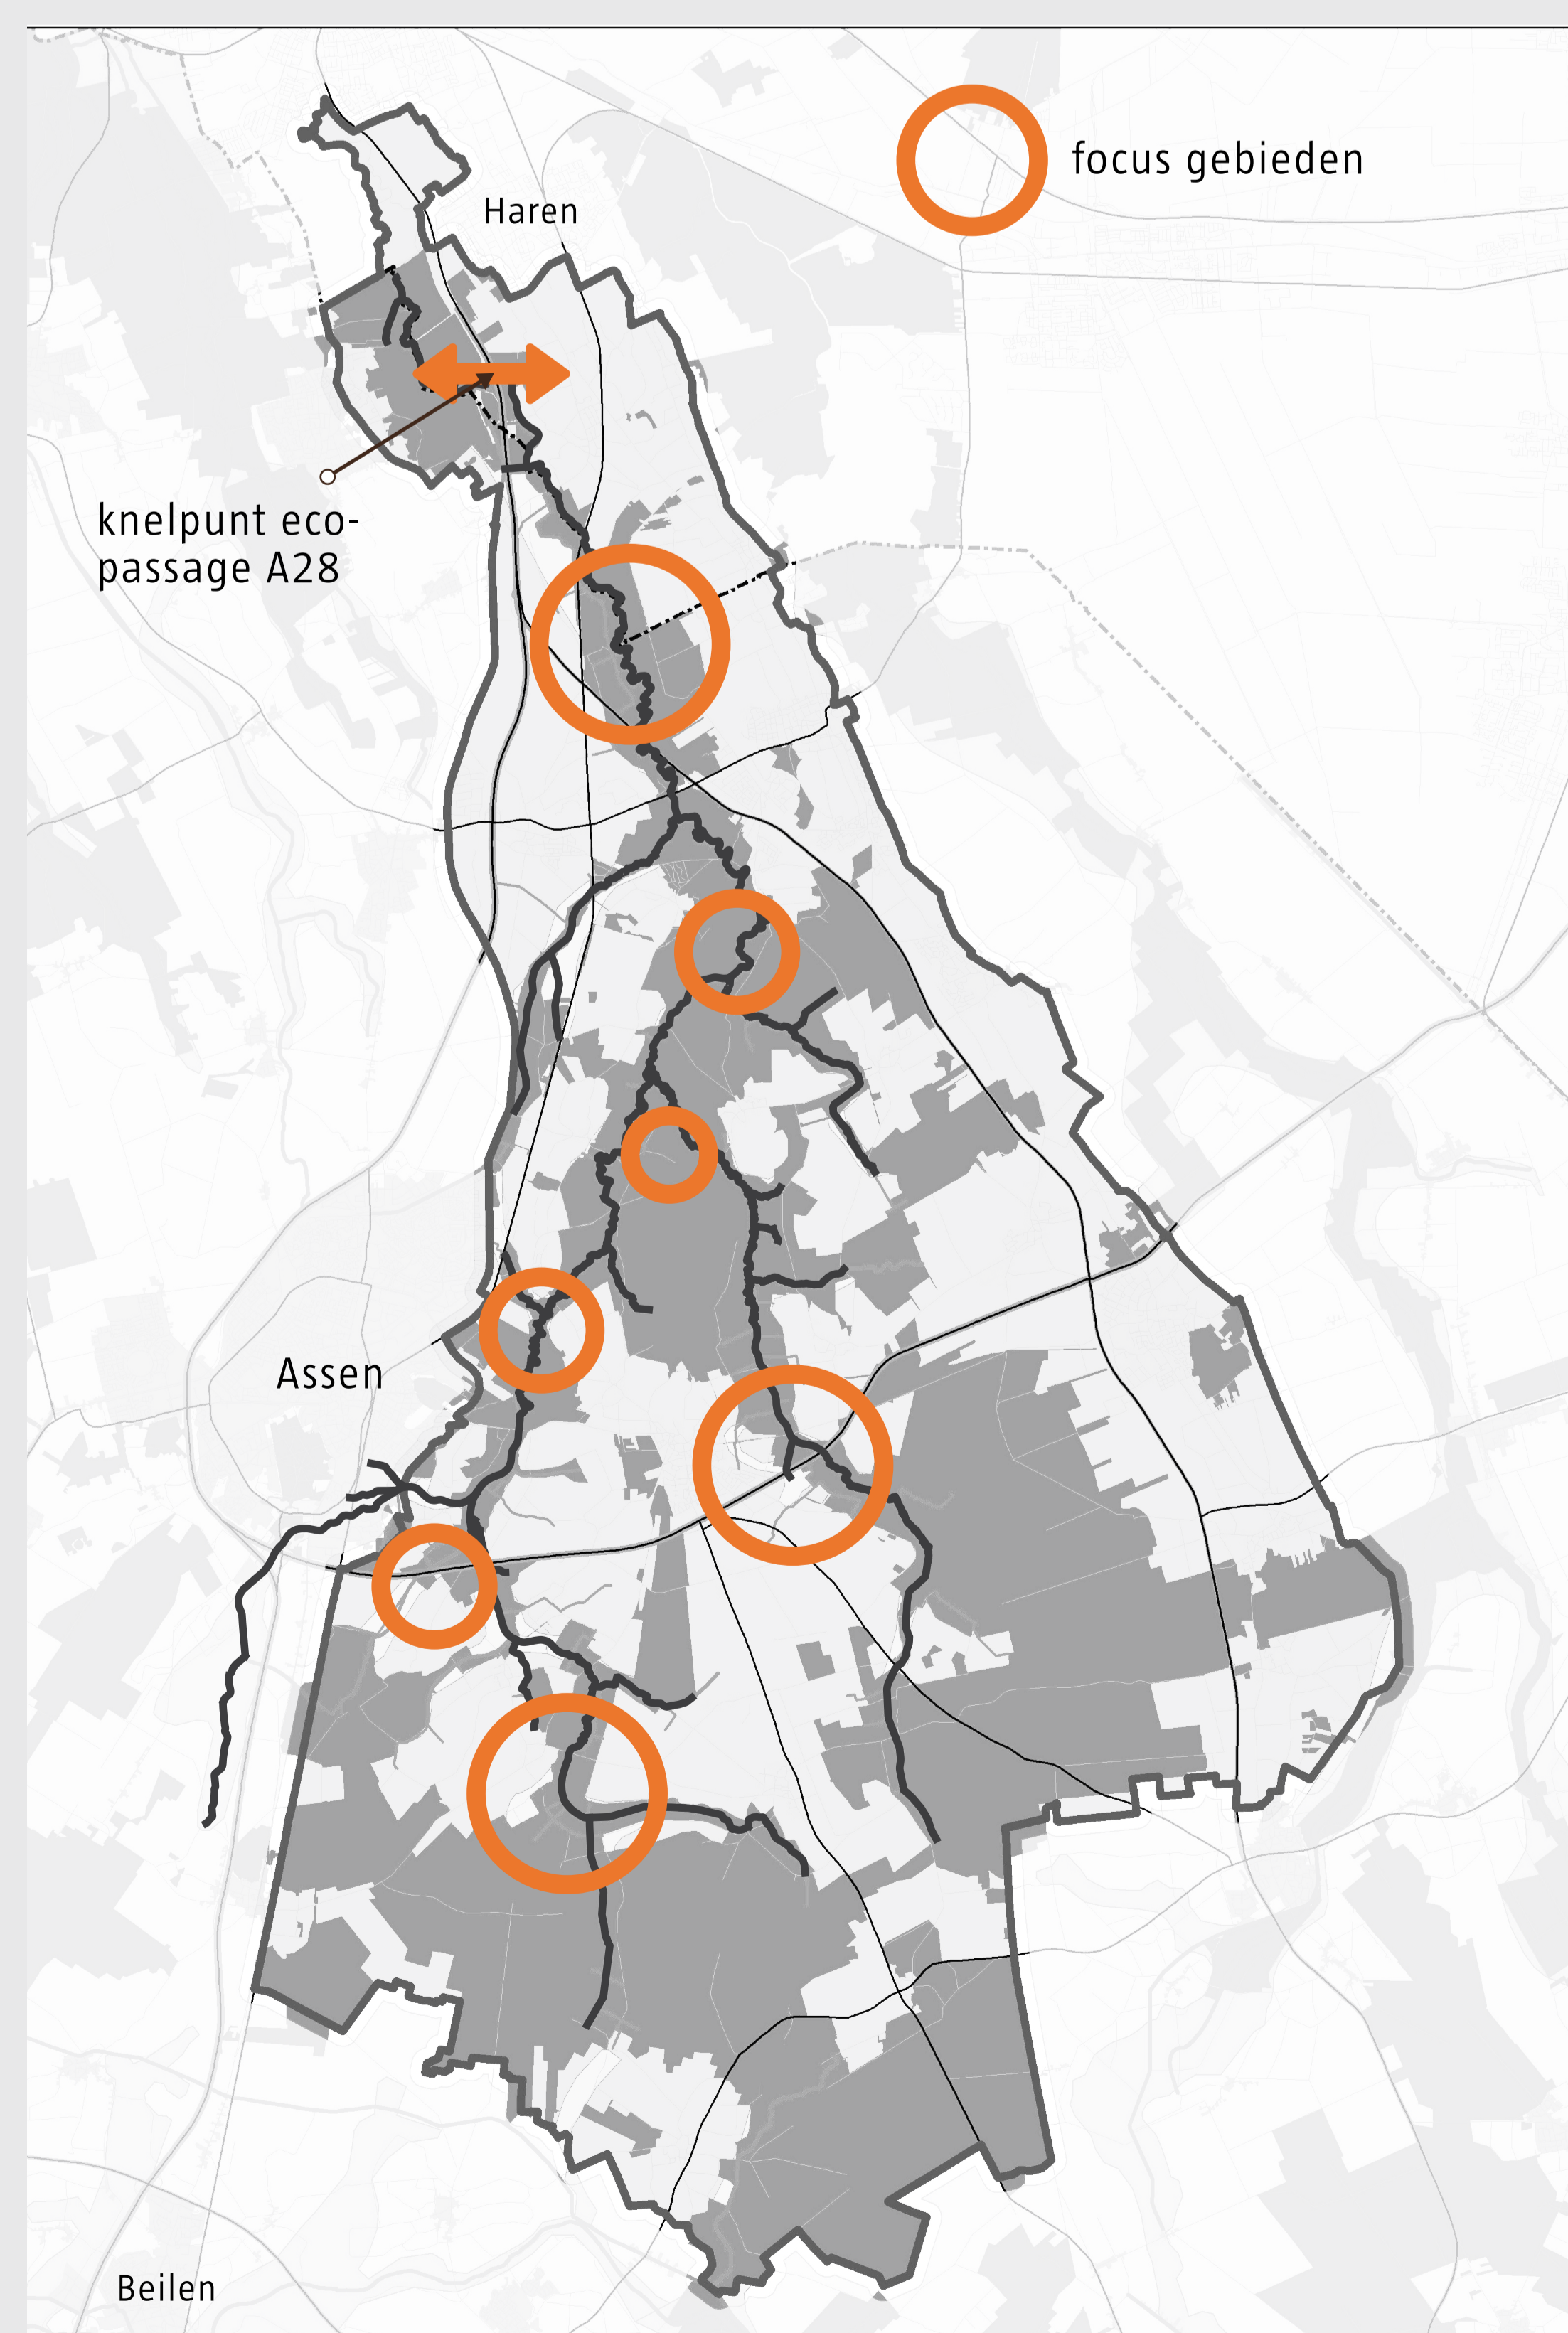 focus gebieden
Haren
knelpunt eco-
passage A28
Assen
Beilen